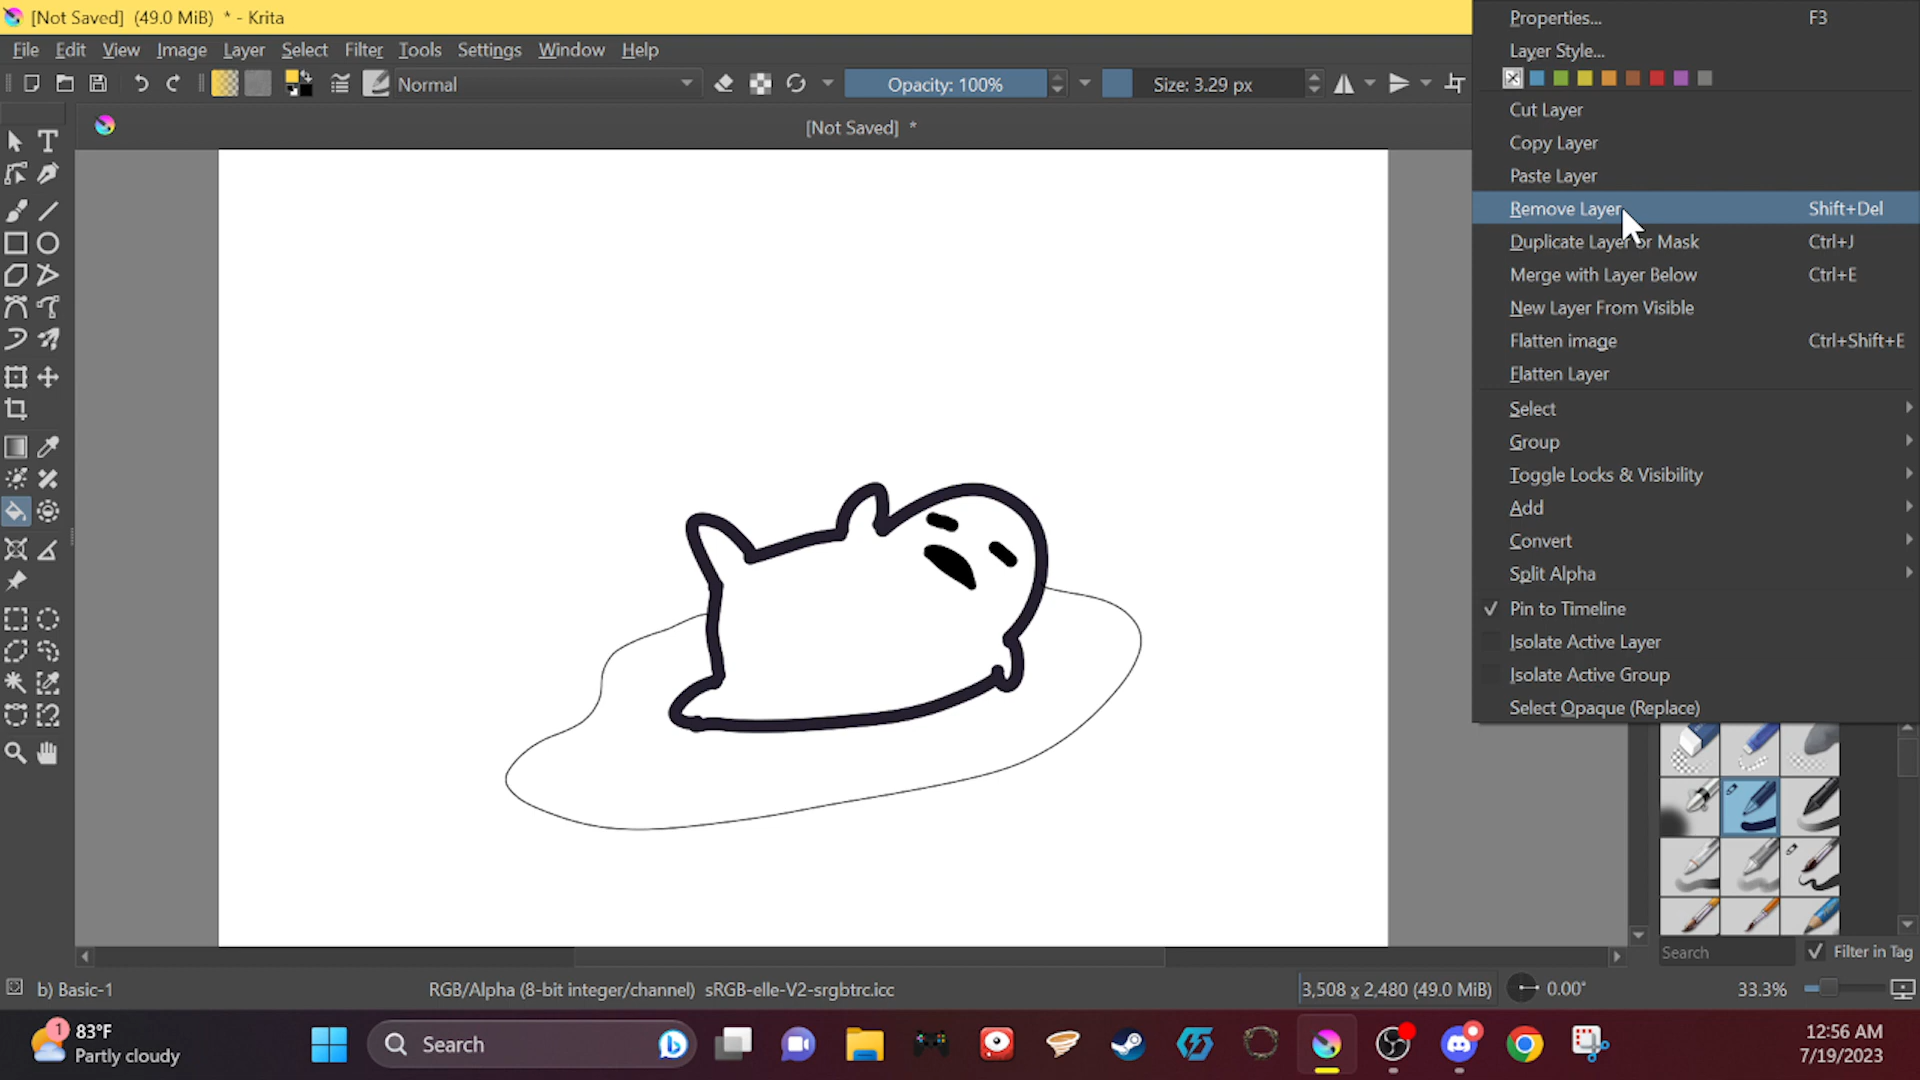 [Not Saved] (49.0 MiB) * - Krita
File Edit View Image Layer Select Filter Tools Settings Window Help
Normal
Opacity: 100%
Size: 3.29 px
[Not Saved] *
Properties... F3
Layer Style...
Cut Layer
Copy Layer
Paste Layer
Remove Layer Shift+Del
Duplicate Layer or Mask Ctrl+J
Merge with Layer Below Ctrl+E
New Layer From Visible
Flatten image Ctrl+Shift+E
Flatten Layer
Select
Group
Toggle Locks & Visibility
Add
Convert
Split Alpha
Pin to Timeline
Isolate Active Layer
Isolate Active Group
Select Opaque (Replace)
Search
Filter in Tag
b) Basic-1
RGB/Alpha (8-bit integer/channel) sRGB-elle-V2-srgbtrc.icc
3,508 x 2,480 (49.0 MiB)
0.00°
33.3%
1
83°F
Partly cloudy
Search
12:56 AM
7/19/2023